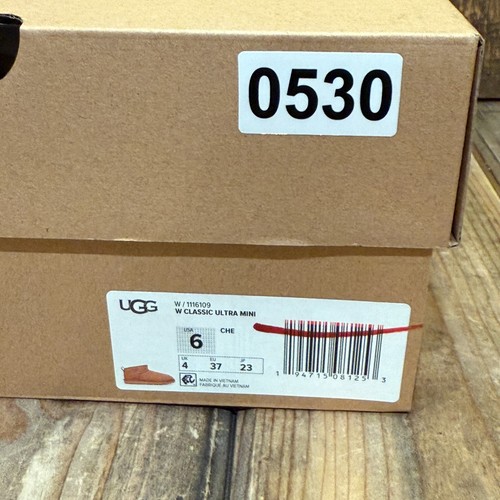 0530
UGG
W / 1116109
W CLASSIC ULTRA MINI
USA
6
CHE
UK
4
EU
37
JP
23
MADE IN VIETNAM
FABRIQUÉ AU VIETNAM
1 94715 08125 3